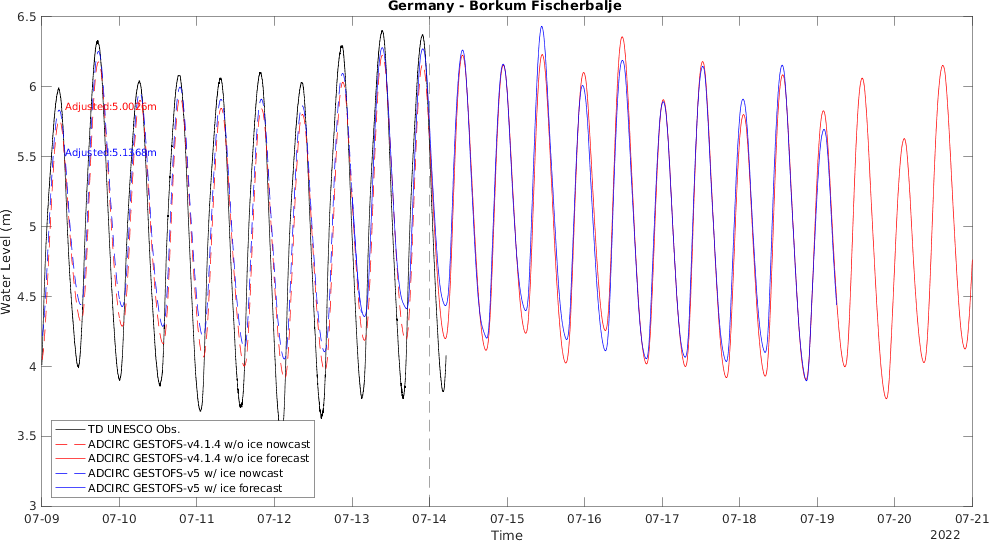 Germany - Borkum Fischerbalje
6.5
6
5.5
5
4.5
4
3.5
3
Water Level (m)
Adjusted:5.0026m
Adjusted:5.1368m
TD UNESCO Obs.
ADCIRC GESTOFS-v4.1.4 w/o ice nowcast
ADCIRC GESTOFS-v4.1.4 w/o ice forecast
ADCIRC GESTOFS-v5 w/ ice nowcast
ADCIRC GESTOFS-v5 w/ ice forecast
07-09 07-10 07-11 07-12 07-13 07-14 07-15 07-16 07-17 07-18 07-19 07-20 07-21
Time
2022